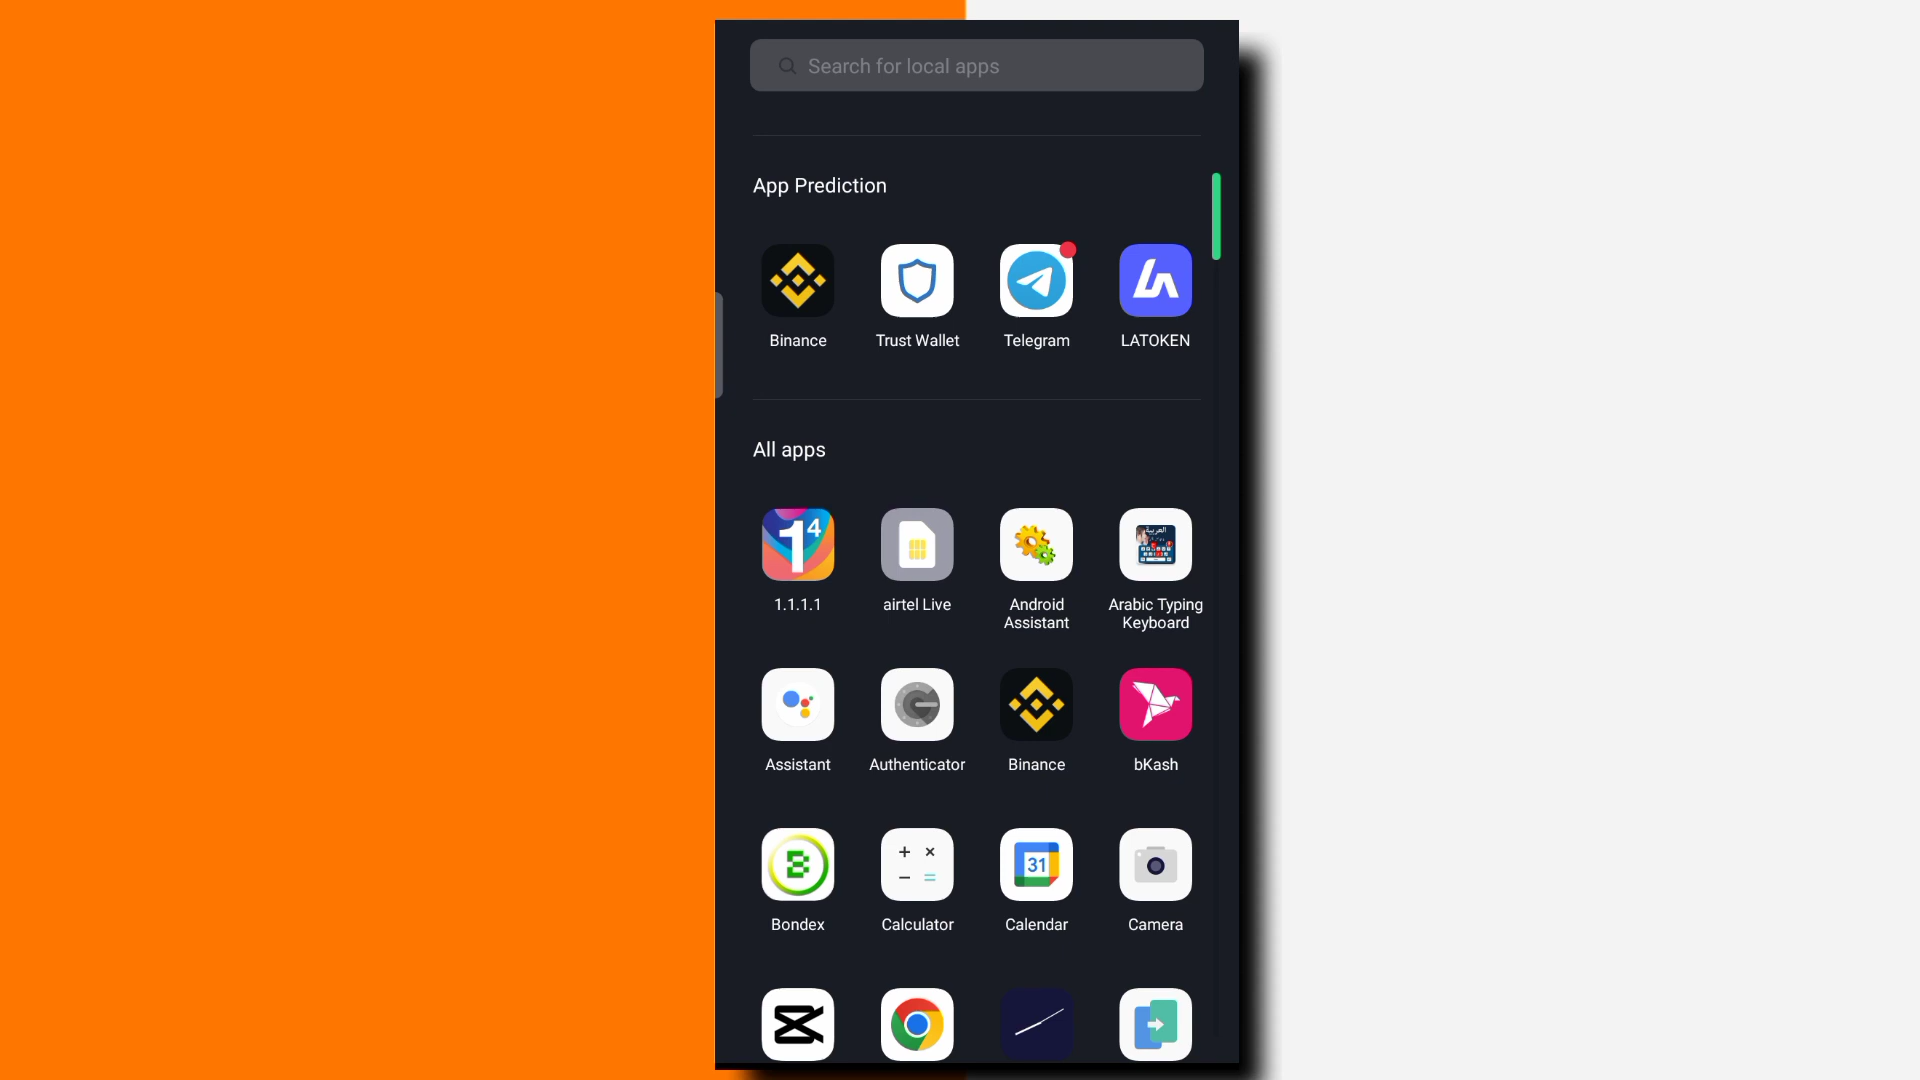 Search for local apps
App Prediction
Binance
Trust Wallet
Telegram
LATOKEN
All apps
1.1.1.1
airtel Live
Android
Assistant
Arabic Typing
Keyboard
Assistant
Authenticator
Binance
bKash
Bondex
Calculator
31
Calendar
Camera